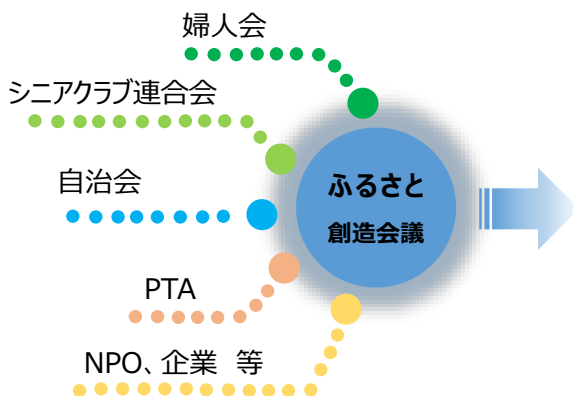 婦人会
シニアクラブ連合会
自治会
PTA
NPO、企業 等
ふるさと
創造会議